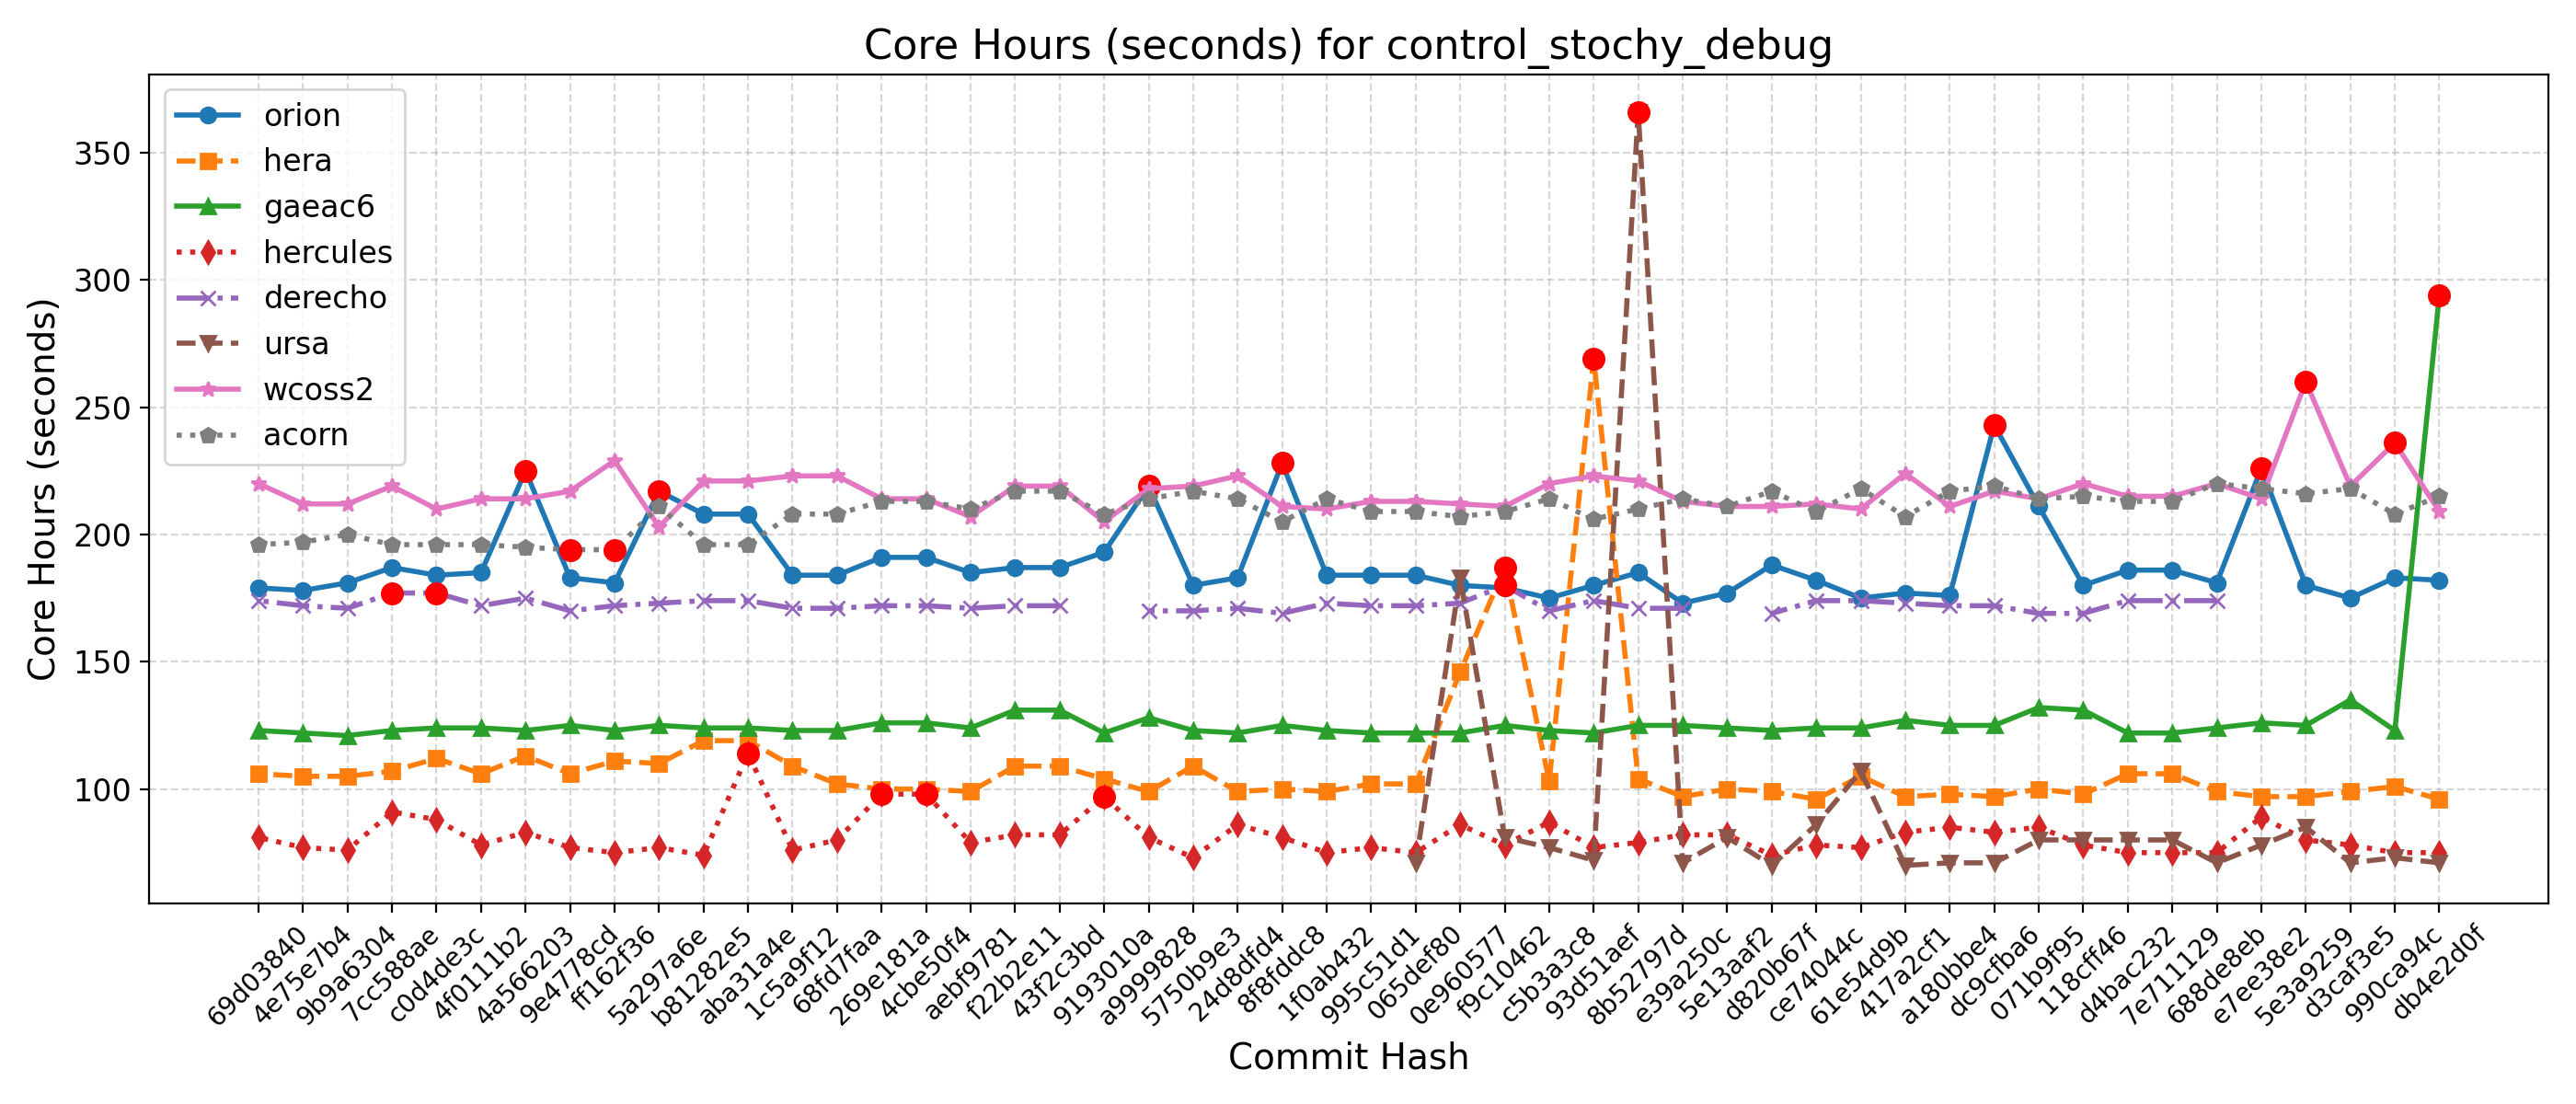 Core Hours (seconds) for control_stochy_debug
Core Hours (seconds)
350
300
250
200
150
100
orion
hera
gaeac6
hercules
derecho
ursa
wcoss2
acorn
69d03840
4e75e7b4
9b9a6304
7cc588ae
c0d4de3c
4f0111b2
4a566203
9e4778cd
ff162f36
5a297a6e
b81282e5
aba31a4e
1c5a9f12
68fd7faa
269e181a
4cbe50f4
aebf9781
f22b2e11
43f2c3bd
9193010a
a9999828
5750b9e3
24d8dfd4
8f8fddc8
1f0ab432
995c51d1
065def80
0e960577
f9c10462
c5b3a3c8
93d51aef
8b52797d
e39a250c
5e13aaf2
d820b67f
ce74044c
61e54d9b
417a2cf1
a180bbe4
dc9cfba6
071b9f95
118cff46
d4bac232
7e711129
688de8eb
e7ee38e2
5e3a9259
d3caf3e5
990ca94c
db4e2d0f
Commit Hash